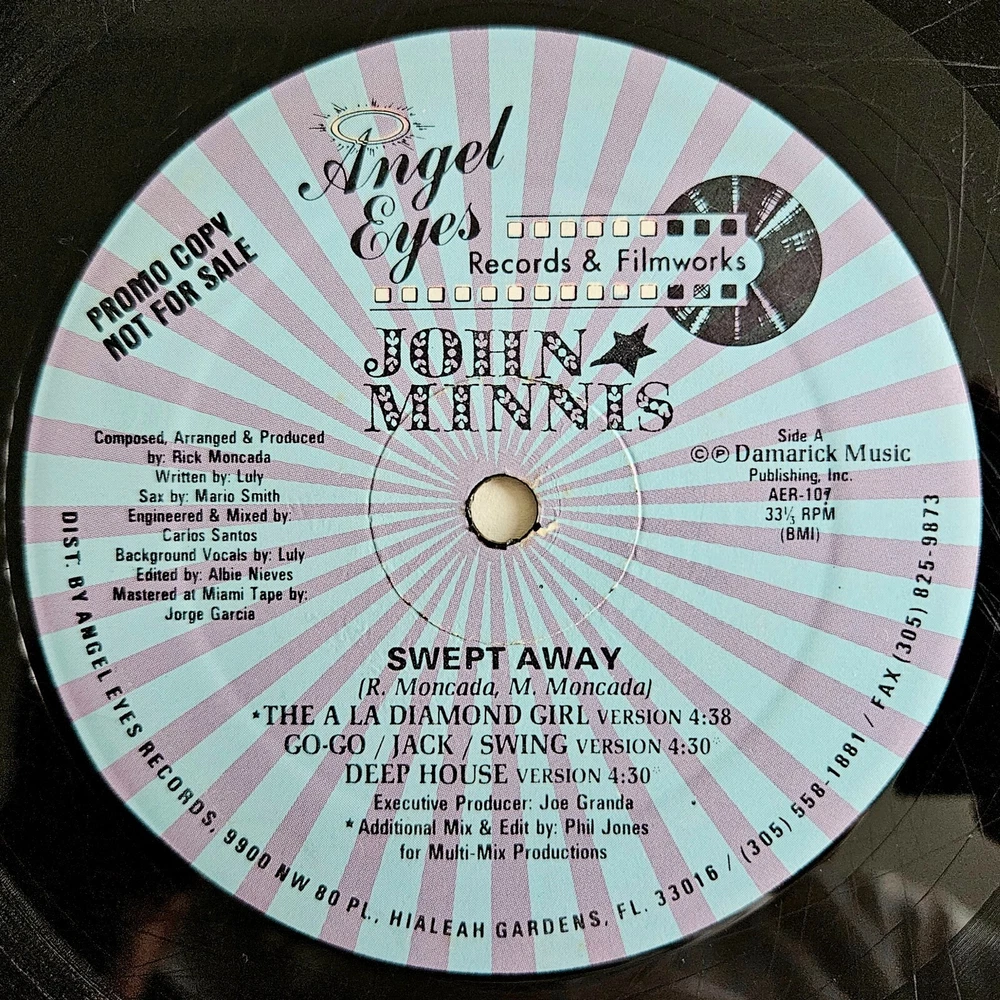 Angel
Eyes
Records & Filmworks
PROMO COPY
NOT FOR SALE
JOHN
MINNIS
Composed, Arranged & Produced
by: Rick Moncada
Written by: Luly
Sax by: Mario Smith
Engineered & Mixed by:
Carlos Santos
Background Vocals by: Luly
Edited by: Albie Nieves
Mastered at Miami Tape by:
Jorge Garcia
Side A
©℗ Damarick Music
Publishing, Inc.
AER-107
33⅓ RPM
(BMI)
SWEPT AWAY
(R. Moncada, M. Moncada)
*THE A LA DIAMOND GIRL VERSION 4:38
GO-GO / JACK / SWING VERSION 4:30*
DEEP HOUSE VERSION 4:30*
Executive Producer: Joe Granda
*Additional Mix & Edit by: Phil Jones
for Multi-Mix Productions
DIST. BY ANGEL EYES RECORDS, 9900 NW 80 PL., HIALEAH GARDENS, FL. 33016 / (305) 558-1881 / FAX (305) 825-9873